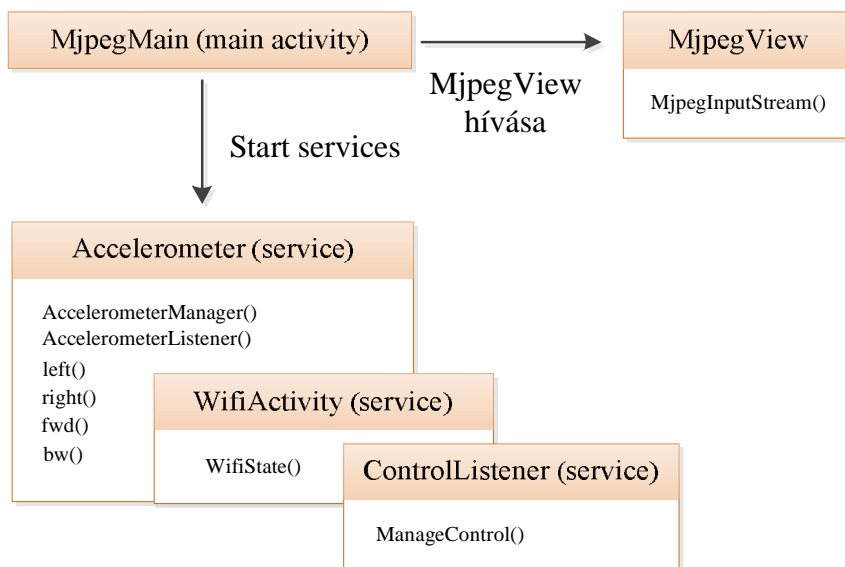 MjpegMain (main activity)
MjpegView
MjpegInputStream()
MjpegView
hívása
Start services
Accelerometer (service)
AccelerometerManager()
AccelerometerListener()
left()
right()
fwd()
bw()
WifiActivity (service)
WifiState()
ControlListener (service)
ManageControl()